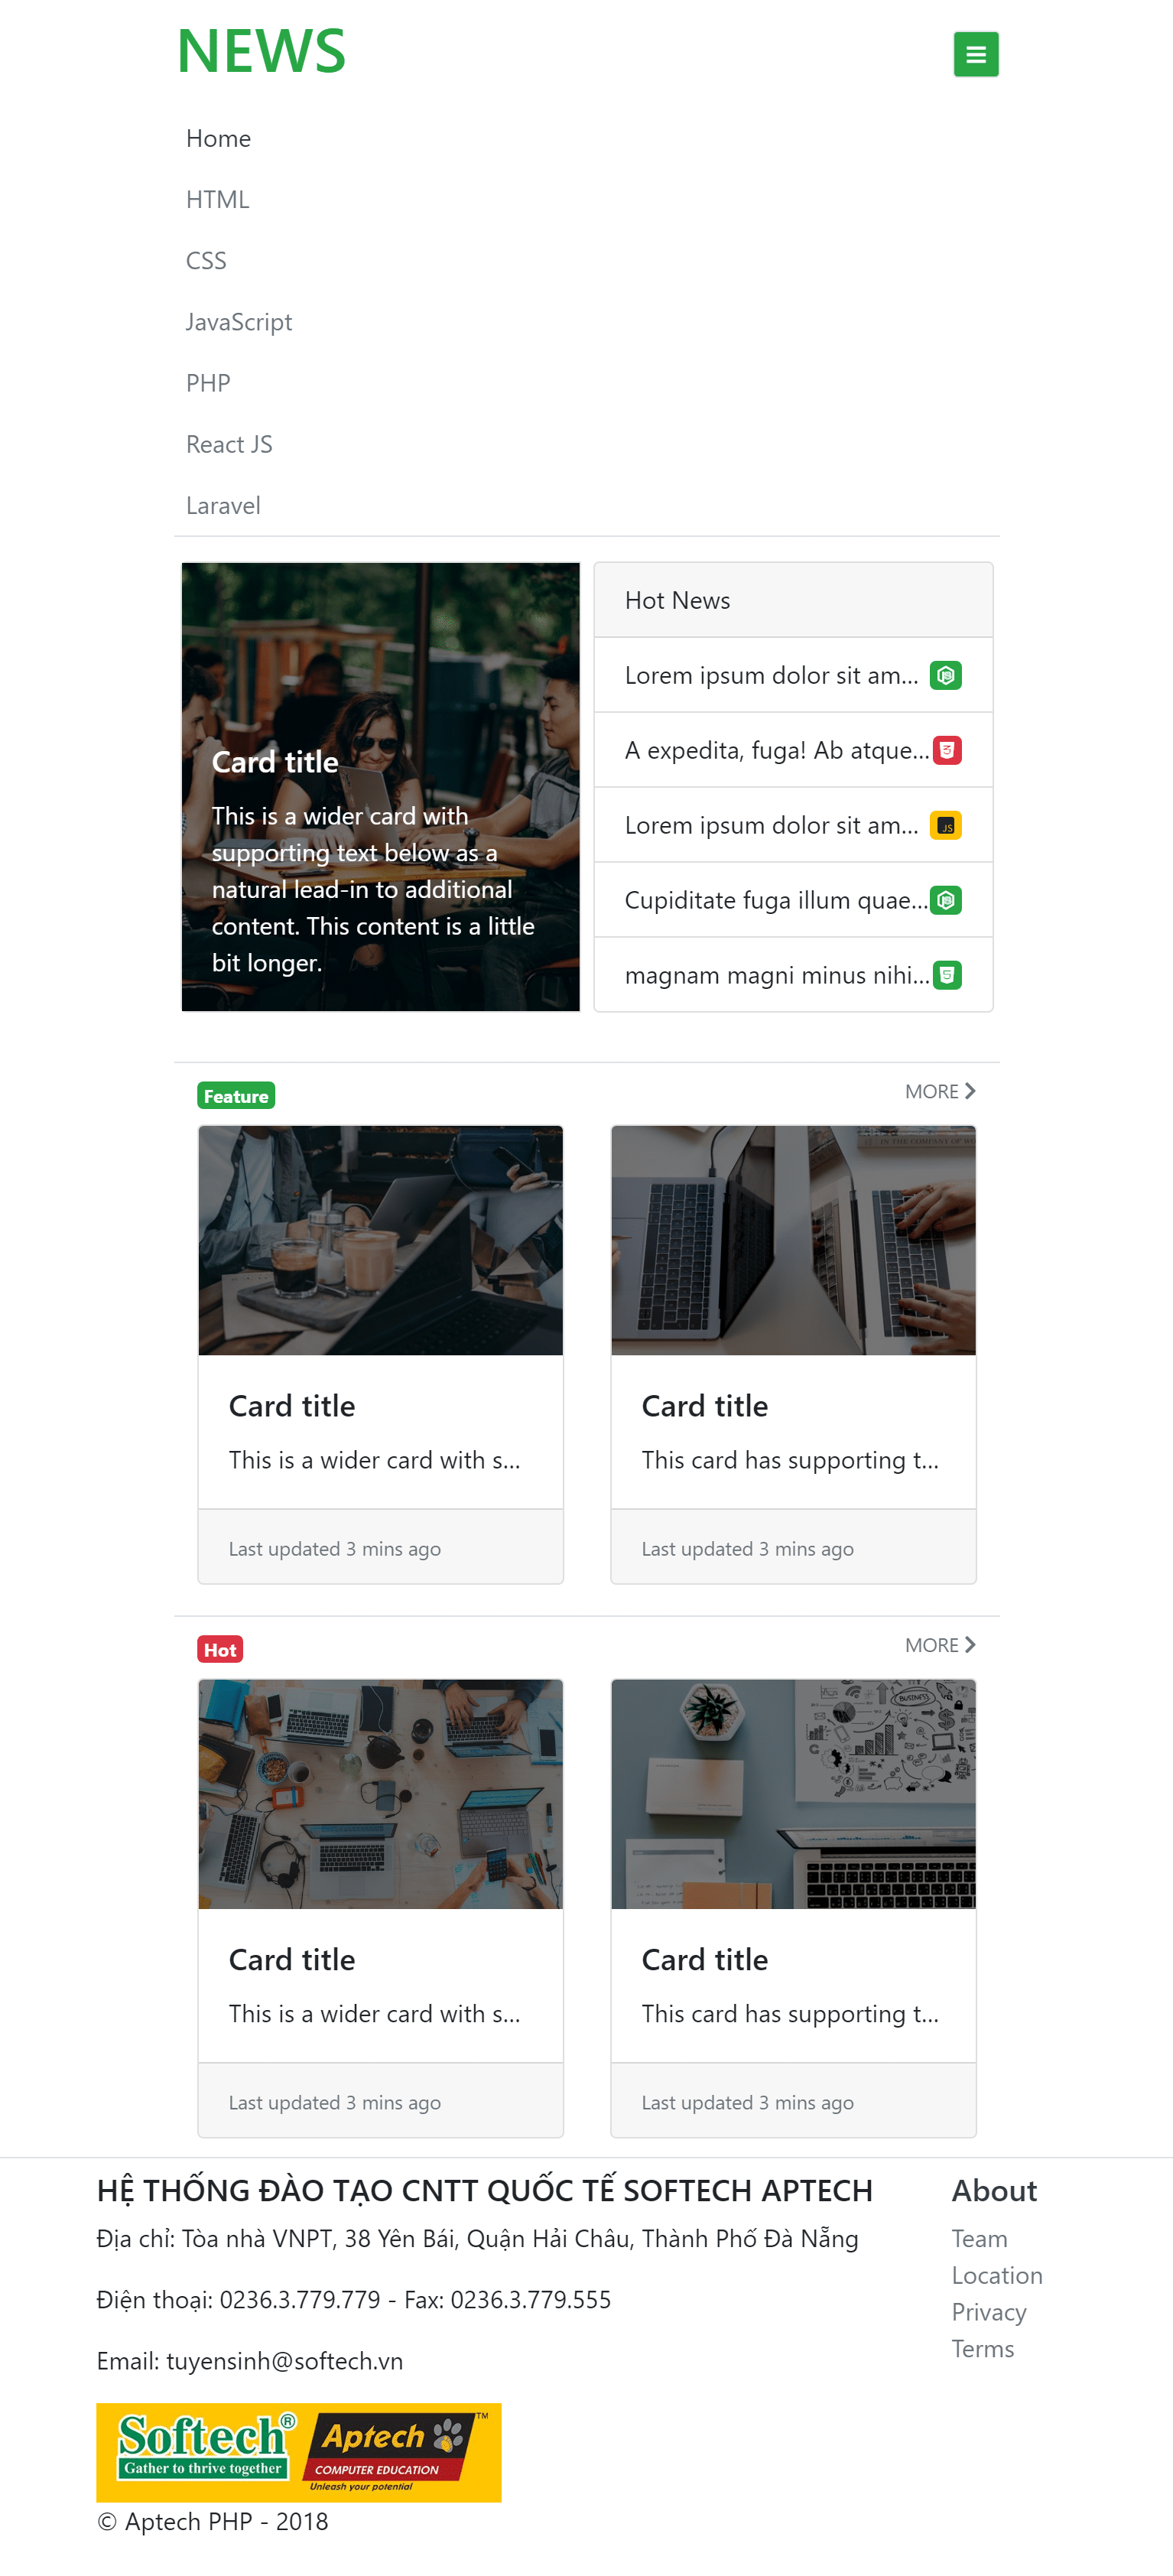 NEWS
Home
HTML
CSS
JavaScript
PHP
React JS
Laravel
Card title
This is a wider card with
supporting text below as a
natural lead-in to additional
content. This content is a little
bit longer.
Hot News
Lorem ipsum dolor sit am...
A expedita, fuga! Ab atque...
Lorem ipsum dolor sit am...
JS
Cupiditate fuga illum quae...
magnam magni minus nihi...
Feature
MORE
Card title
This is a wider card with s...
Last updated 3 mins ago
Card title
This card has supporting t...
Last updated 3 mins ago
Hot
MORE
BUSINESS
Card title
This is a wider card with s...
Last updated 3 mins ago
Card title
This card has supporting t...
Last updated 3 mins ago
HỆ THỐNG ĐÀO TẠO CNTT QUỐC TẾ SOFTECH APTECH
Địa chỉ: Tòa nhà VNPT, 38 Yên Bái, Quận Hải Châu, Thành Phố Đà Nẵng
Điện thoại: 0236.3.779.779 - Fax: 0236.3.779.555
Email: tuyensinh@softech.vn
Softech®
Gather to thrive together
Aptech™
COMPUTER EDUCATION
Unleash your potential
© Aptech PHP - 2018
About
Team
Location
Privacy
Terms